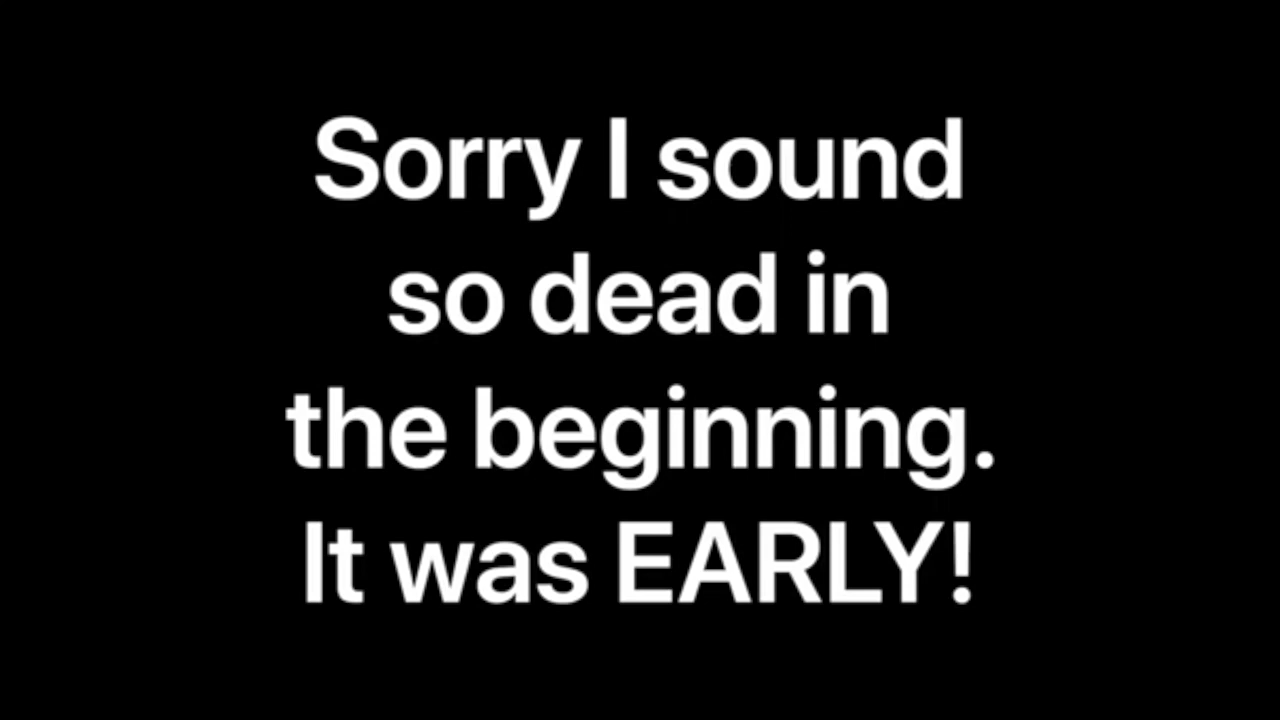 Sorry I sound
so dead in
the beginning.
It was EARLY!